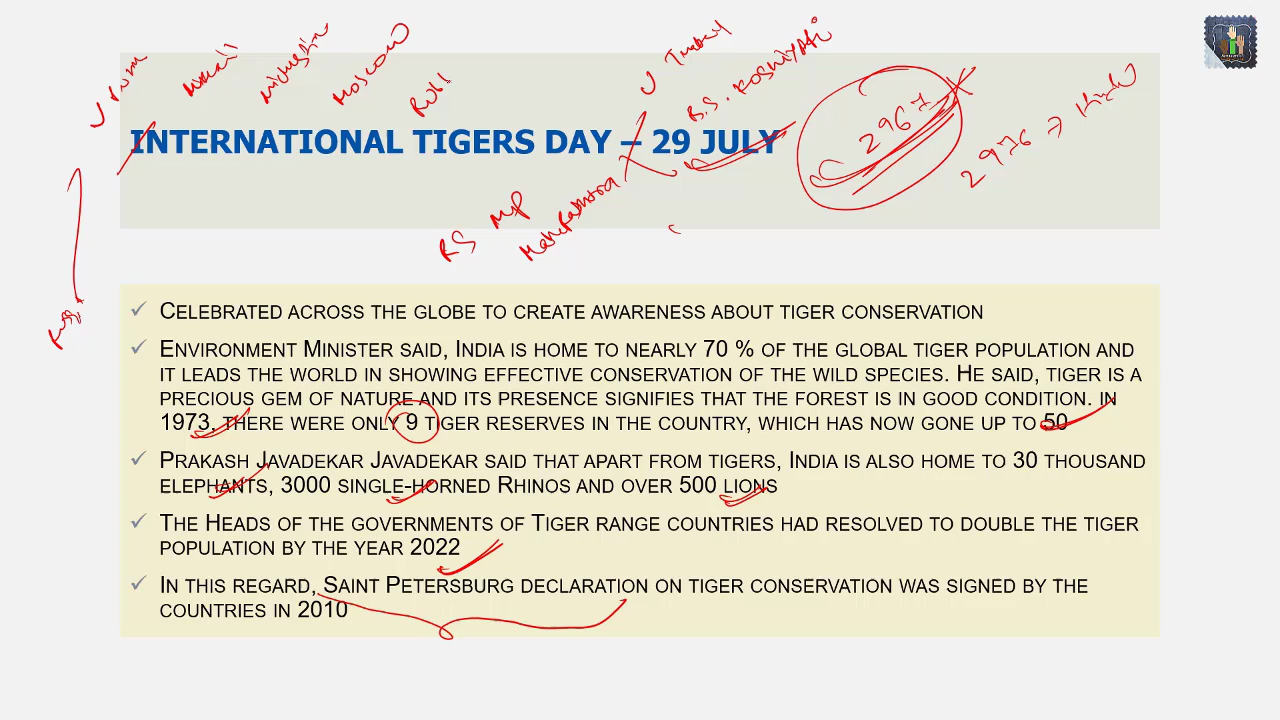 Mikhail
Mishustin
Moscow
Rubl
B.S. KOSHIYARI
2967
2976 → Hindu
INTERNATIONAL TIGERS DAY – 29 JULY
RS MP
Maharashtra
CELEBRATED ACROSS THE GLOBE TO CREATE AWARENESS ABOUT TIGER CONSERVATION
ENVIRONMENT MINISTER SAID, INDIA IS HOME TO NEARLY 70 % OF THE GLOBAL TIGER POPULATION AND
IT LEADS THE WORLD IN SHOWING EFFECTIVE CONSERVATION OF THE WILD SPECIES. HE SAID, TIGER IS A
PRECIOUS GEM OF NATURE AND ITS PRESENCE SIGNIFIES THAT THE FOREST IS IN GOOD CONDITION. IN
1973, THERE WERE ONLY 9 TIGER RESERVES IN THE COUNTRY, WHICH HAS NOW GONE UP TO 50
PRAKASH JAVADEKAR JAVADEKAR SAID THAT APART FROM TIGERS, INDIA IS ALSO HOME TO 30 THOUSAND
ELEPHANTS, 3000 SINGLE-HORNED RHINOS AND OVER 500 LIONS
THE HEADS OF THE GOVERNMENTS OF TIGER RANGE COUNTRIES HAD RESOLVED TO DOUBLE THE TIGER
POPULATION BY THE YEAR 2022
IN THIS REGARD, SAINT PETERSBURG DECLARATION ON TIGER CONSERVATION WAS SIGNED BY THE
COUNTRIES IN 2010